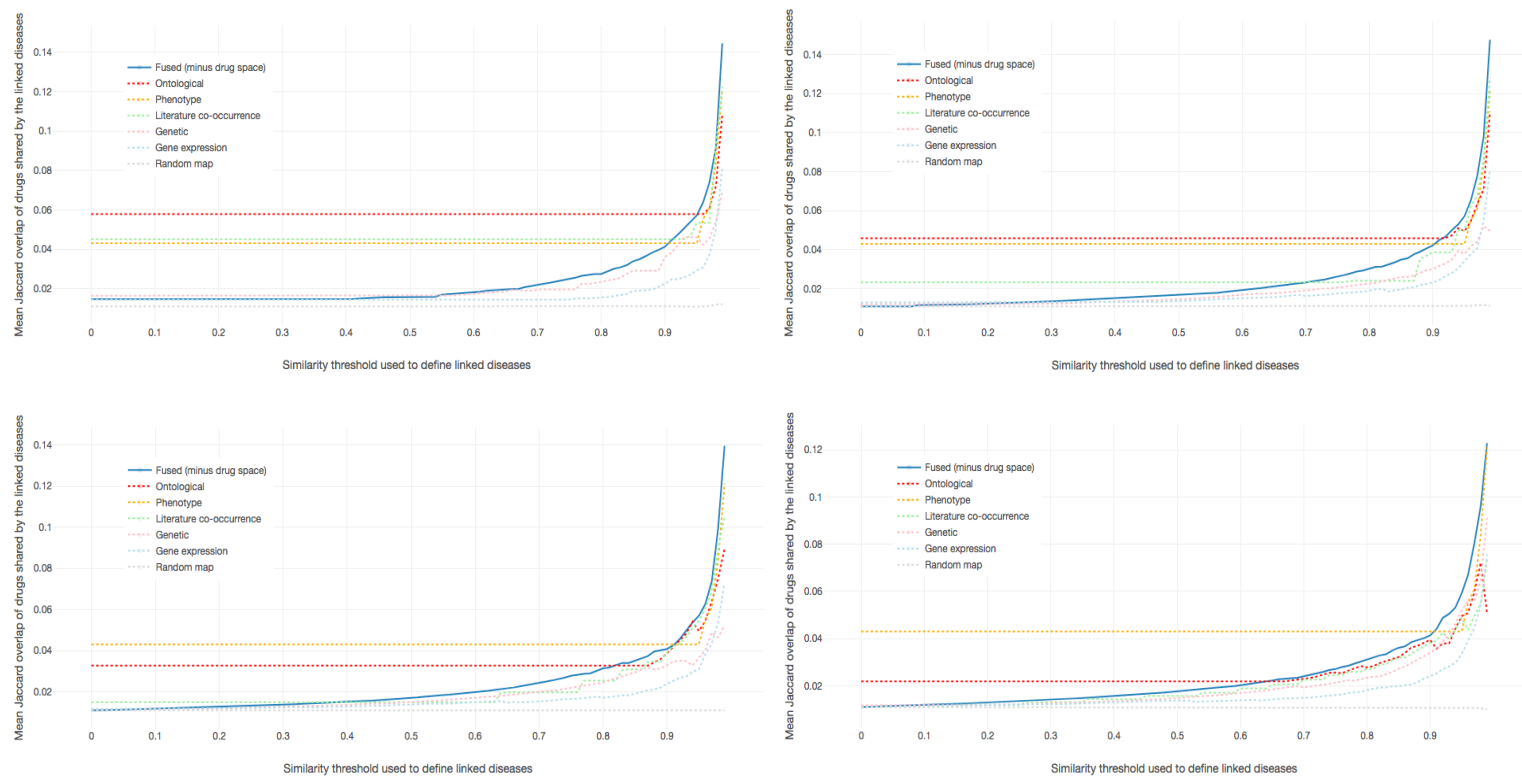 Mean Jaccard overlap of drugs shared by the linked diseases
0.14
0.12
0.1
0.08
0.06
0.04
0.02
Fused (minus drug space)
Ontological
Phenotype
Literature co-occurrence
Genetic
Gene expression
Random map
0 0.1 0.2 0.3 0.4 0.5 0.6 0.7 0.8 0.9
Similarity threshold used to define linked diseases
Mean Jaccard overlap of drugs shared by the linked diseases
0.14
0.12
0.1
0.08
0.06
0.04
0.02
Fused (minus drug space)
Ontological
Phenotype
Literature co-occurrence
Genetic
Gene expression
Random map
0 0.1 0.2 0.3 0.4 0.5 0.6 0.7 0.8 0.9
Similarity threshold used to define linked diseases
Mean Jaccard overlap of drugs shared by the linked diseases
0.14
0.12
0.1
0.08
0.06
0.04
0.02
Fused (minus drug space)
Ontological
Phenotype
Literature co-occurrence
Genetic
Gene expression
Random map
0 0.1 0.2 0.3 0.4 0.5 0.6 0.7 0.8 0.9
Similarity threshold used to define linked diseases
Mean Jaccard overlap of drugs shared by the linked diseases
0.12
0.1
0.08
0.06
0.04
0.02
Fused (minus drug space)
Ontological
Phenotype
Literature co-occurrence
Genetic
Gene expression
Random map
0 0.1 0.2 0.3 0.4 0.5 0.6 0.7 0.8 0.9
Similarity threshold used to define linked diseases